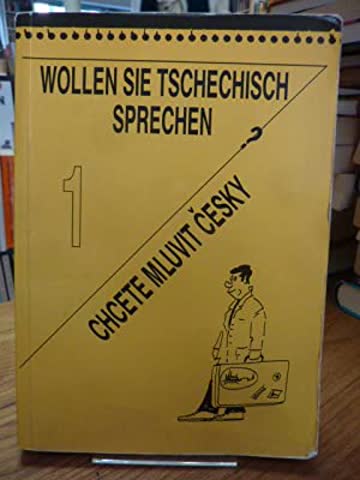 WOLLEN SIE TSCHECHISCH
SPRECHEN
?
1
CHCETE MLUVIT ČESKY